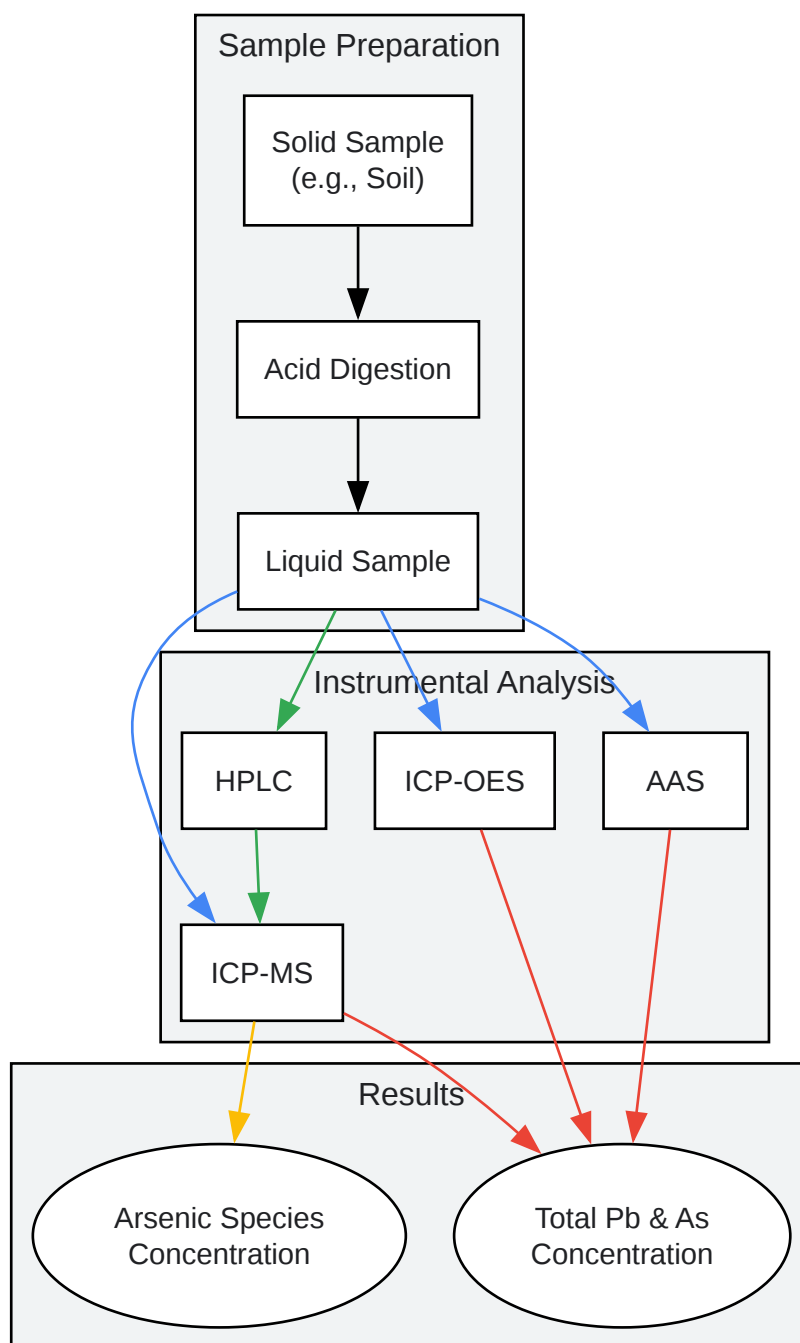 Sample Preparation
Solid Sample
(e.g., Soil)
Acid Digestion
Liquid Sample
Instrumental Analysis
HPLC
ICP-OES
AAS
ICP-MS
Results
Arsenic Species
Concentration
Total Pb & As
Concentration